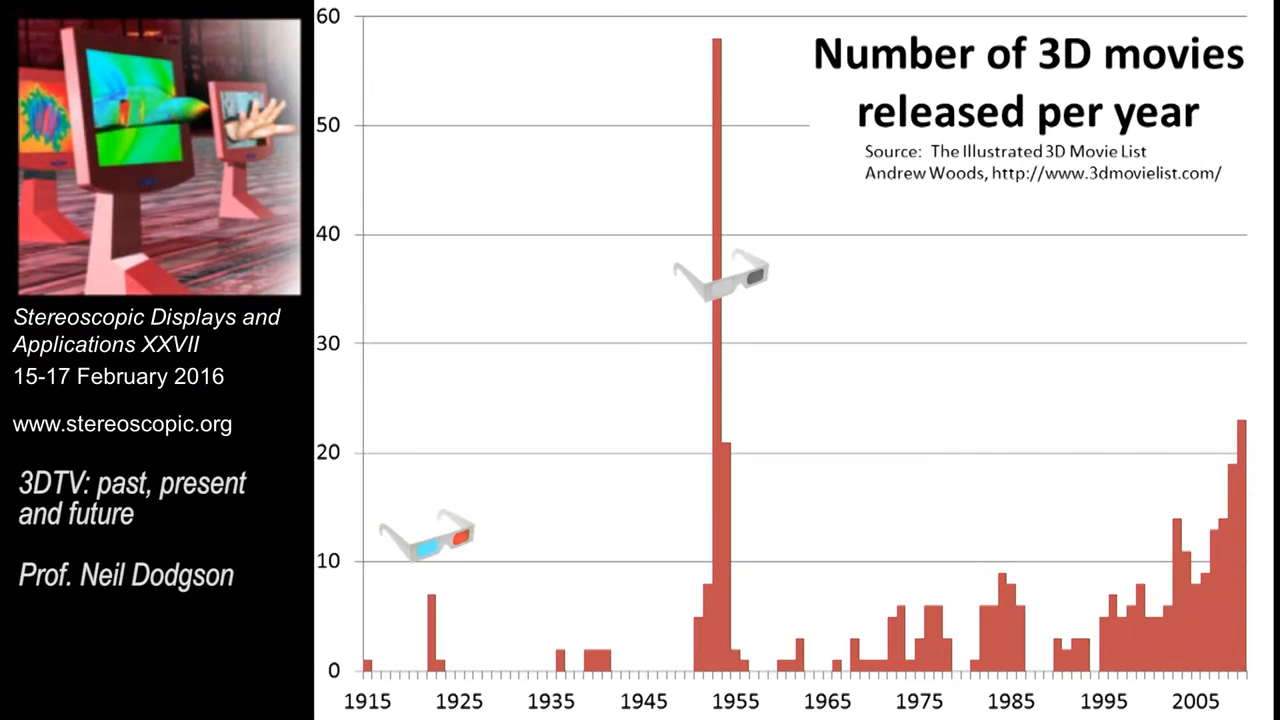 Number of 3D movies
released per year
Source: The Illustrated 3D Movie List
Andrew Woods, http://www.3dmovielist.com/
60
50
40
30
20
10
0
1915 1925 1935 1945 1955 1965 1975 1985 1995 2005
Stereoscopic Displays and
Applications XXVII
15-17 February 2016
www.stereoscopic.org
3DTV: past, present
and future
Prof. Neil Dodgson